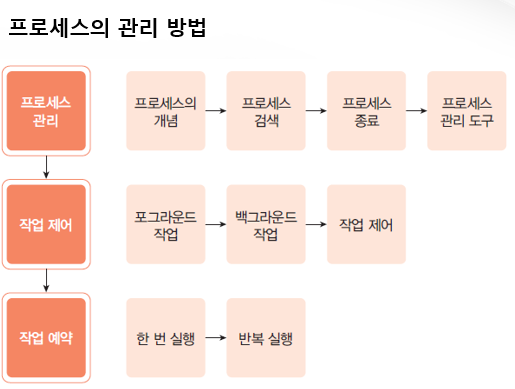 프로세스의 관리 방법
프로세스
관리
프로세스의
개념
프로세스
검색
프로세스
종료
프로세스
관리 도구
작업 제어
포그라운드
작업
백그라운드
작업
작업 제어
작업 예약
한 번 실행
반복 실행